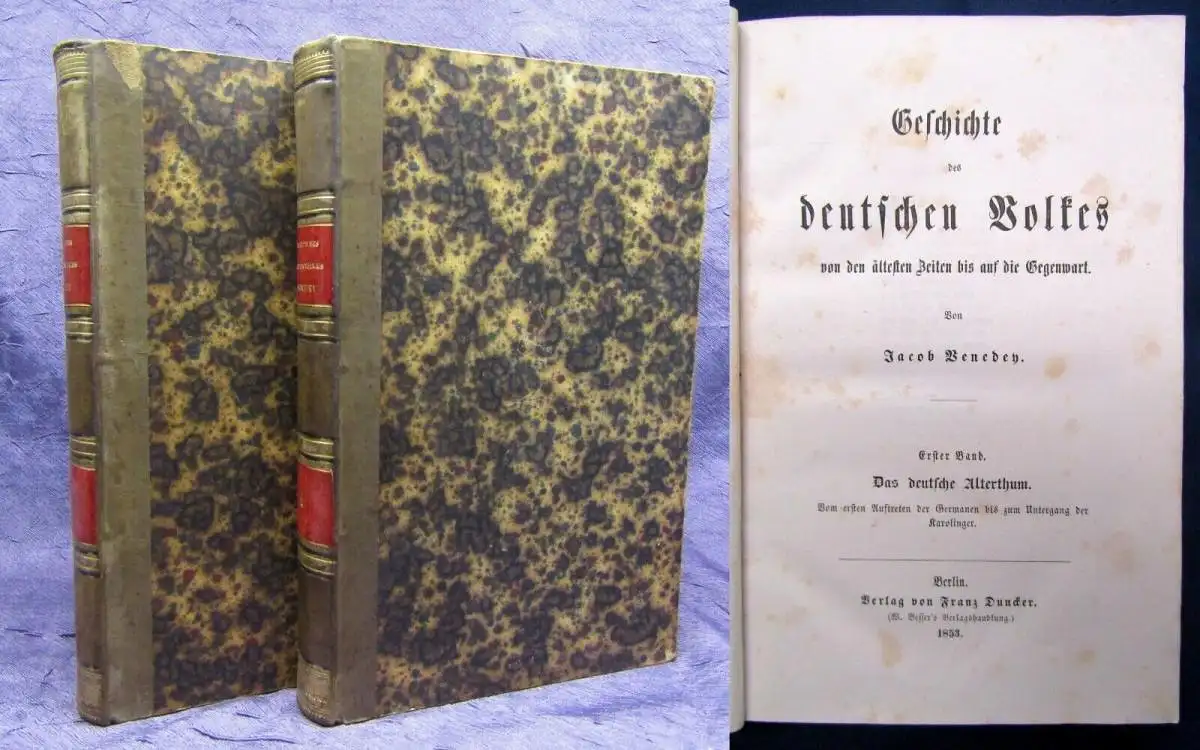 Geschichte
des
deutschen Volkes
von den ältesten Zeiten bis auf die Gegenwart.
Von
Jacob Venedey.
Erster Band.
Das deutsche Alterthum.
Vom ersten Auftreten der Germanen bis zum Untergang der
Karolinger.
Berlin.
Verlag von Franz Duncker.
(W. Besser's Verlagshandlung.)
1853.